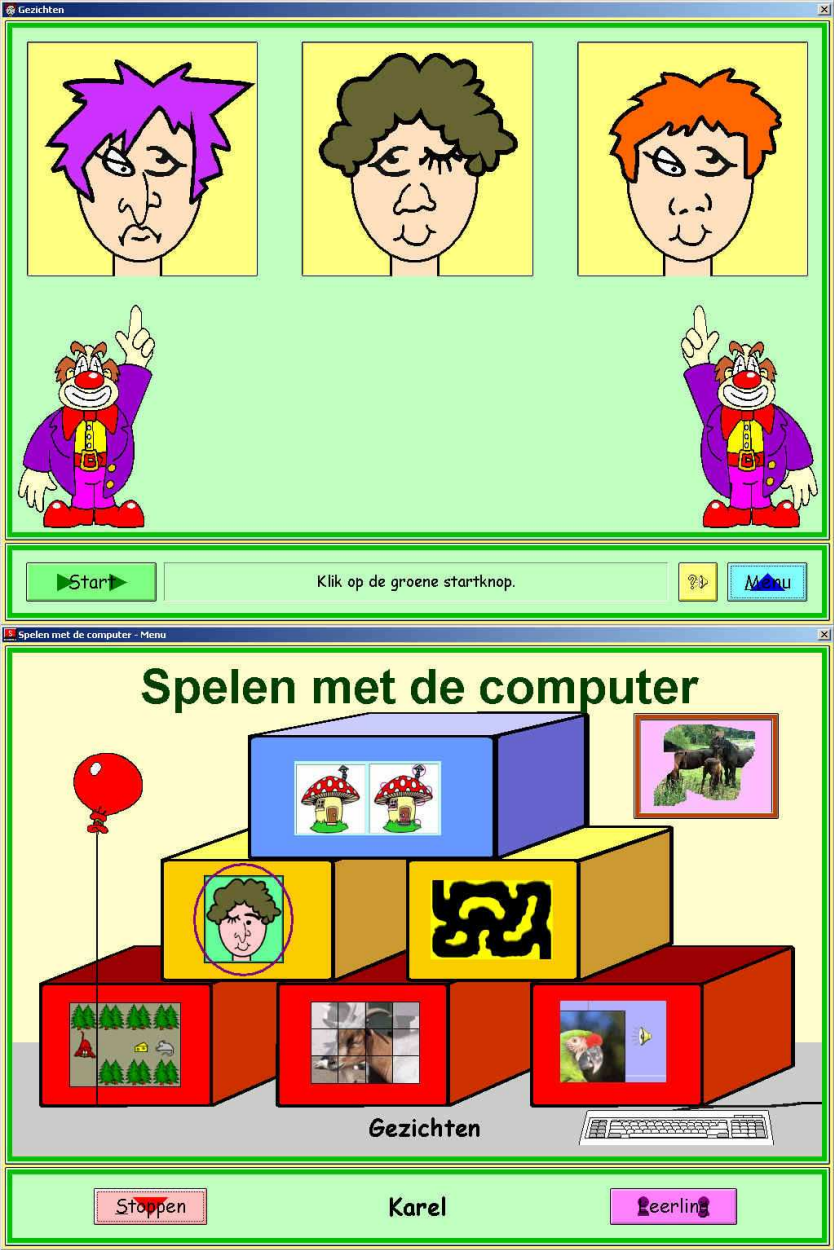 Gezichten
Start
Klik op de groene startknop.
?
Menu
Spelen met de computer - Menu
Spelen met de computer
Gezichten
Stoppen
Karel
Leerling